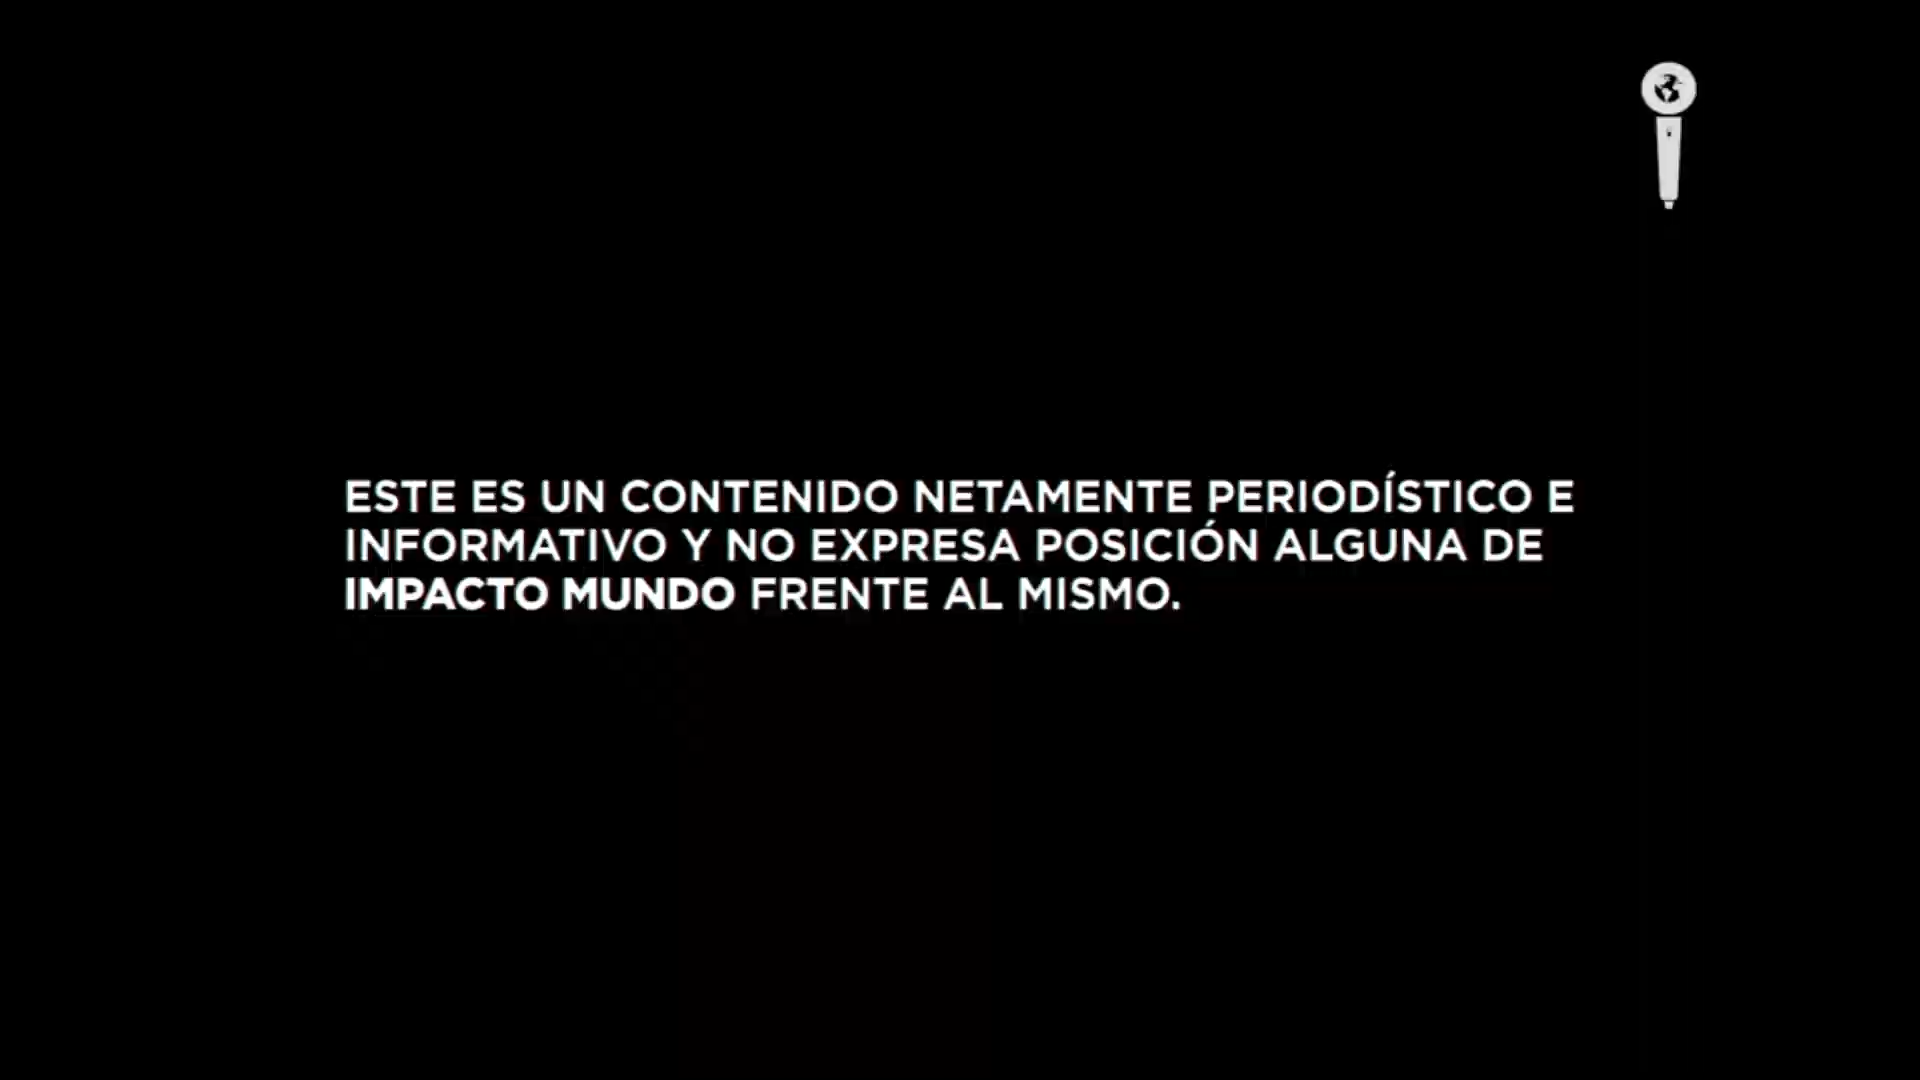 ESTE ES UN CONTENIDO NETAMENTE PERIODÍSTICO E
INFORMATIVO Y NO EXPRESA POSICIÓN ALGUNA DE
IMPACTO MUNDO FRENTE AL MISMO.